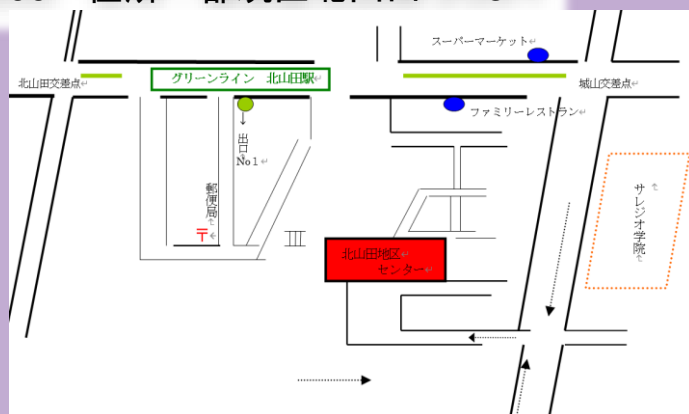 スーパーマーケット
北山田交差点
グリーンライン 北山田駅
城山交差点
ファミリーレストラン
出口
No1
郵便局
〒
サレジオ学院
北山田地区
センター